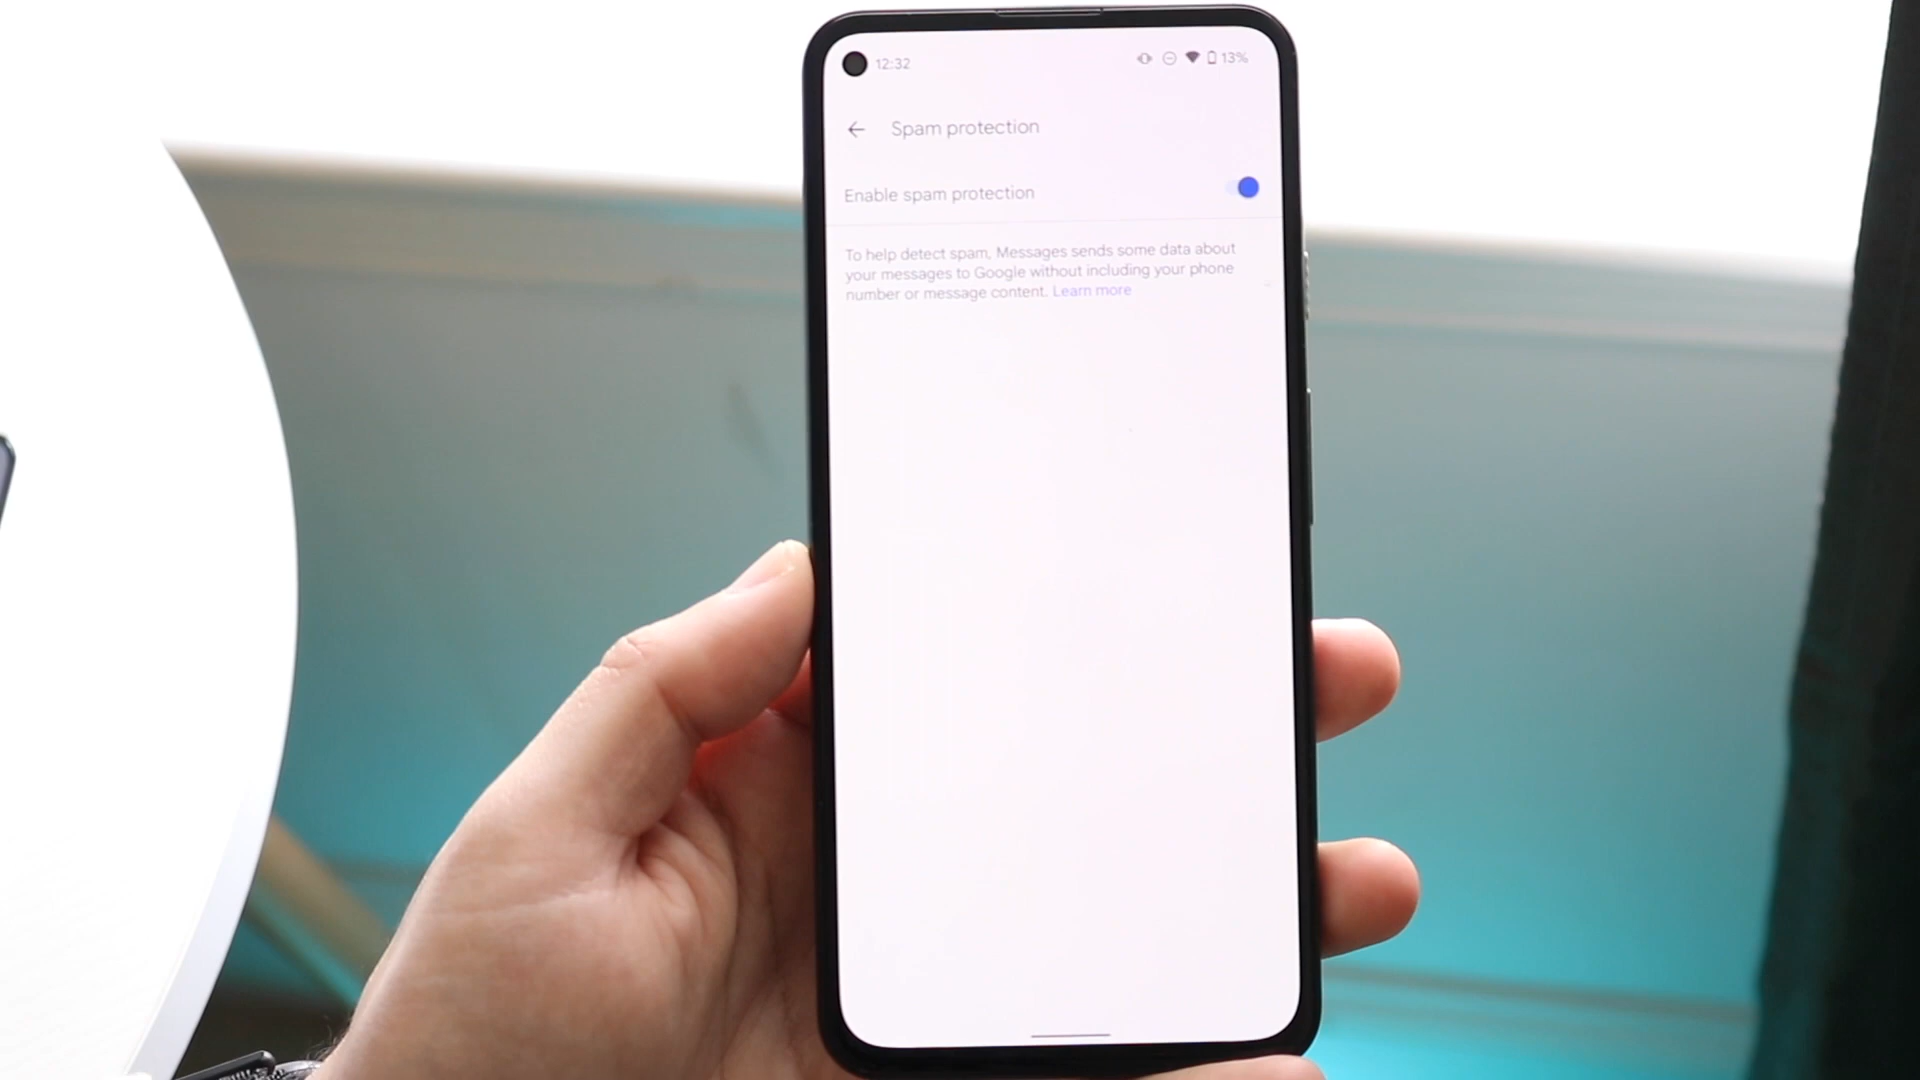 12:32
13%
Spam protection
Enable spam protection
To help detect spam, Messages sends some data about
your messages to Google without including your phone
number or message content. Learn more